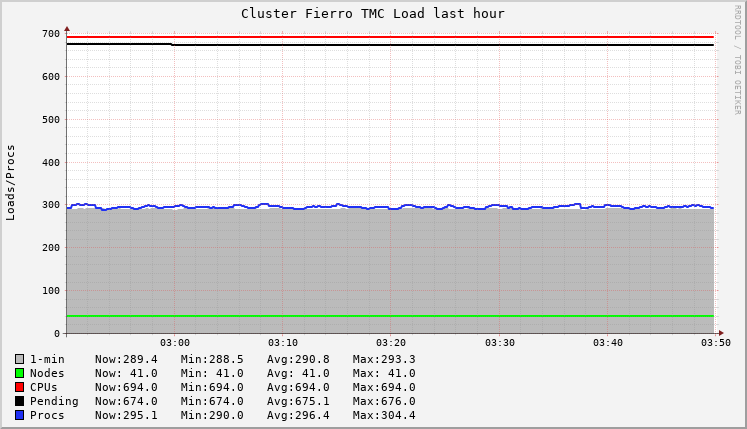 Cluster Fierro TMC Load last hour
RRDTOOL / TOBI OETIKER
Loads/Procs
700
600
500
400
300
200
100
0
03:00 03:10 03:20 03:30 03:40 03:50
1-min Now:289.4 Min:288.5 Avg:290.8 Max:293.3
Nodes Now: 41.0 Min: 41.0 Avg: 41.0 Max: 41.0
CPUs Now:694.0 Min:694.0 Avg:694.0 Max:694.0
Pending Now:674.0 Min:674.0 Avg:675.1 Max:676.0
Procs Now:295.1 Min:290.0 Avg:296.4 Max:304.4